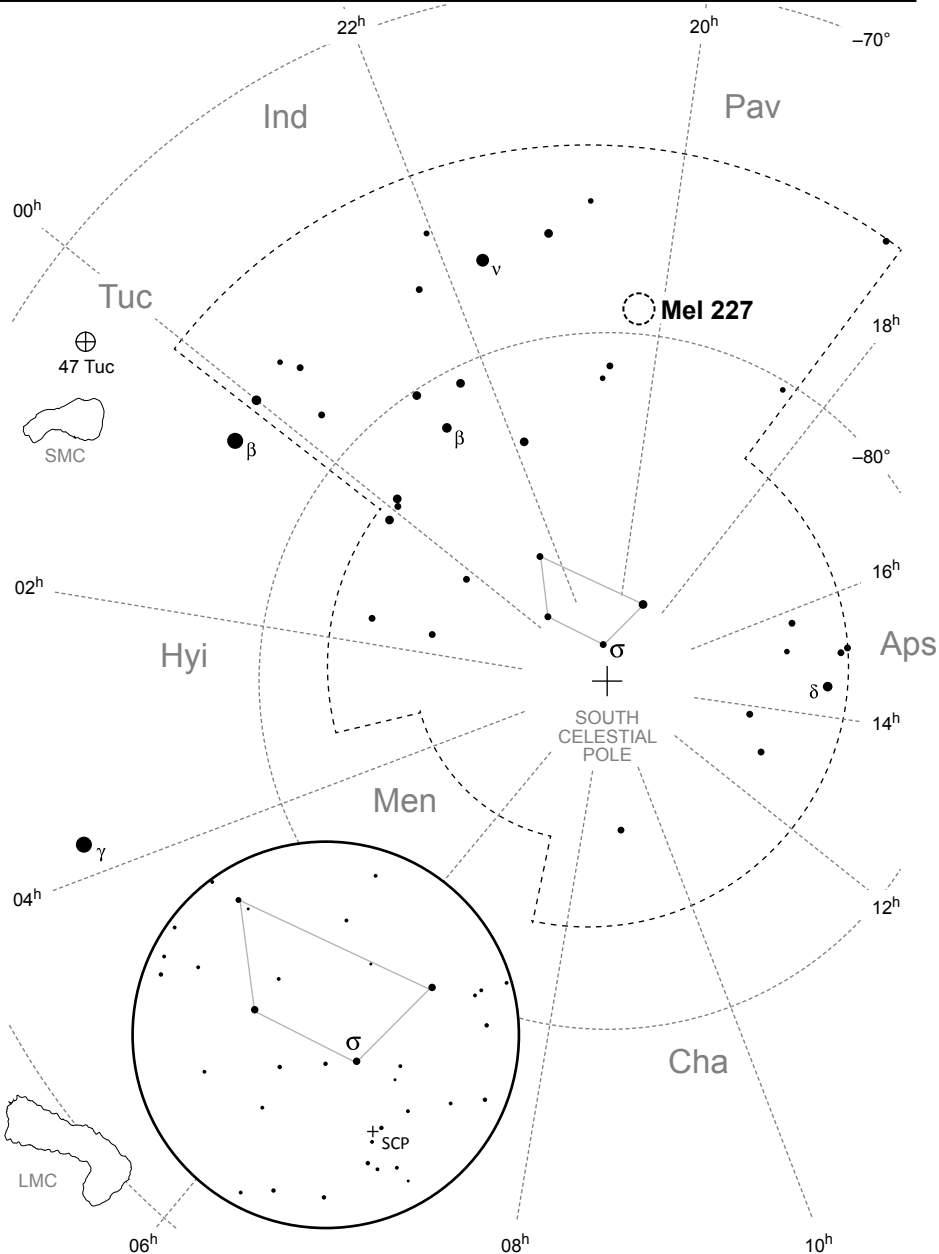 22ʰ
20ʰ
–70°
Ind
Pav
00ʰ
ν
Tuc
Mel 227
18ʰ
47 Tuc
β
β
–80°
SMC
16ʰ
02ʰ
Hyi
σ
Aps
δ
SOUTH
CELESTIAL
POLE
14ʰ
Men
γ
04ʰ
12ʰ
σ
Cha
SCP
LMC
06ʰ
08ʰ
10ʰ